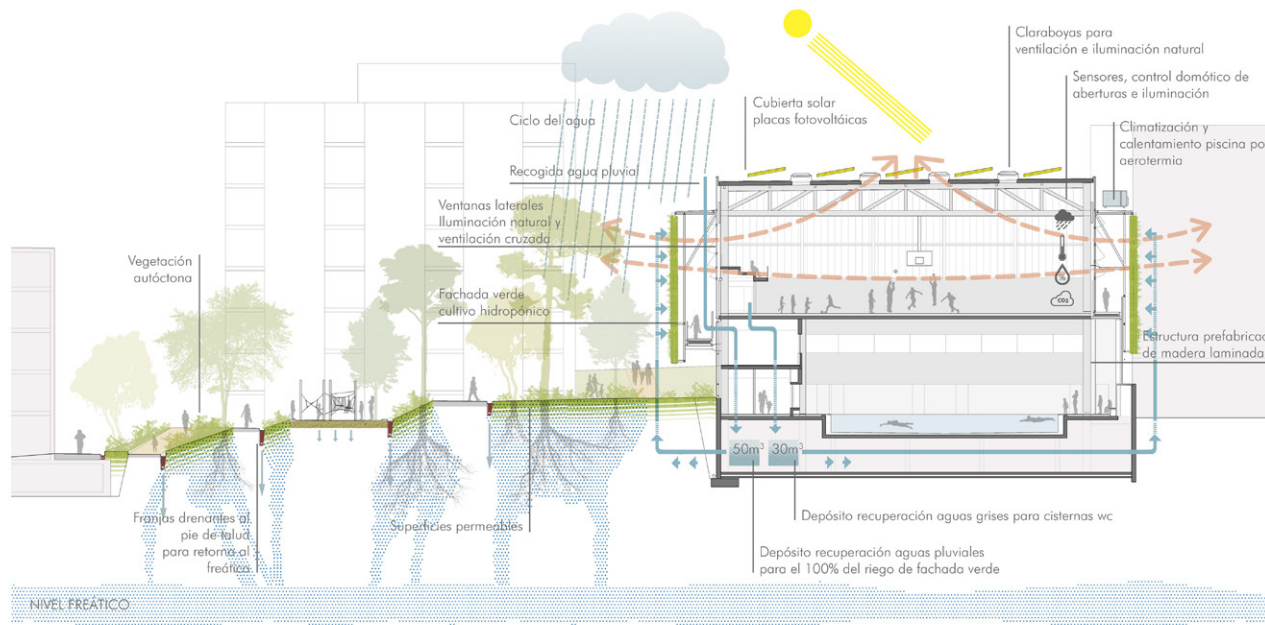 Claraboyas para
ventilación e iluminación natural
Sensores, control domótico de
aberturas e iluminación
Cubierta solar
placas fotovoltáicas
Climatización y
calentamiento piscina po
aerotermia
Ciclo del agua
Recogida agua pluvial
Ventanas laterales
Iluminación natural y
ventilación cruzada
Vegetación
autóctona
Fachada verde
cultivo hidropónico
%
CO2
Estructura prefabricad
de madera laminada
50m³
30m³
Franjas drenantes al
pie de talud
para retorno al
freático
Superficies permeables
Depósito recuperación aguas grises para cisternas wc
Depósito recuperación aguas pluviales
para el 100% del riego de fachada verde
NIVEL FREÁTICO